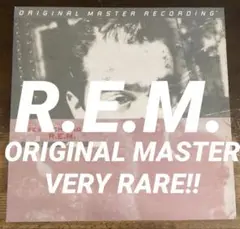 ORIGINAL MASTER RECORDING
R.E.M.
ORIGINAL MASTER
R.E.M.
VERY RARE!!